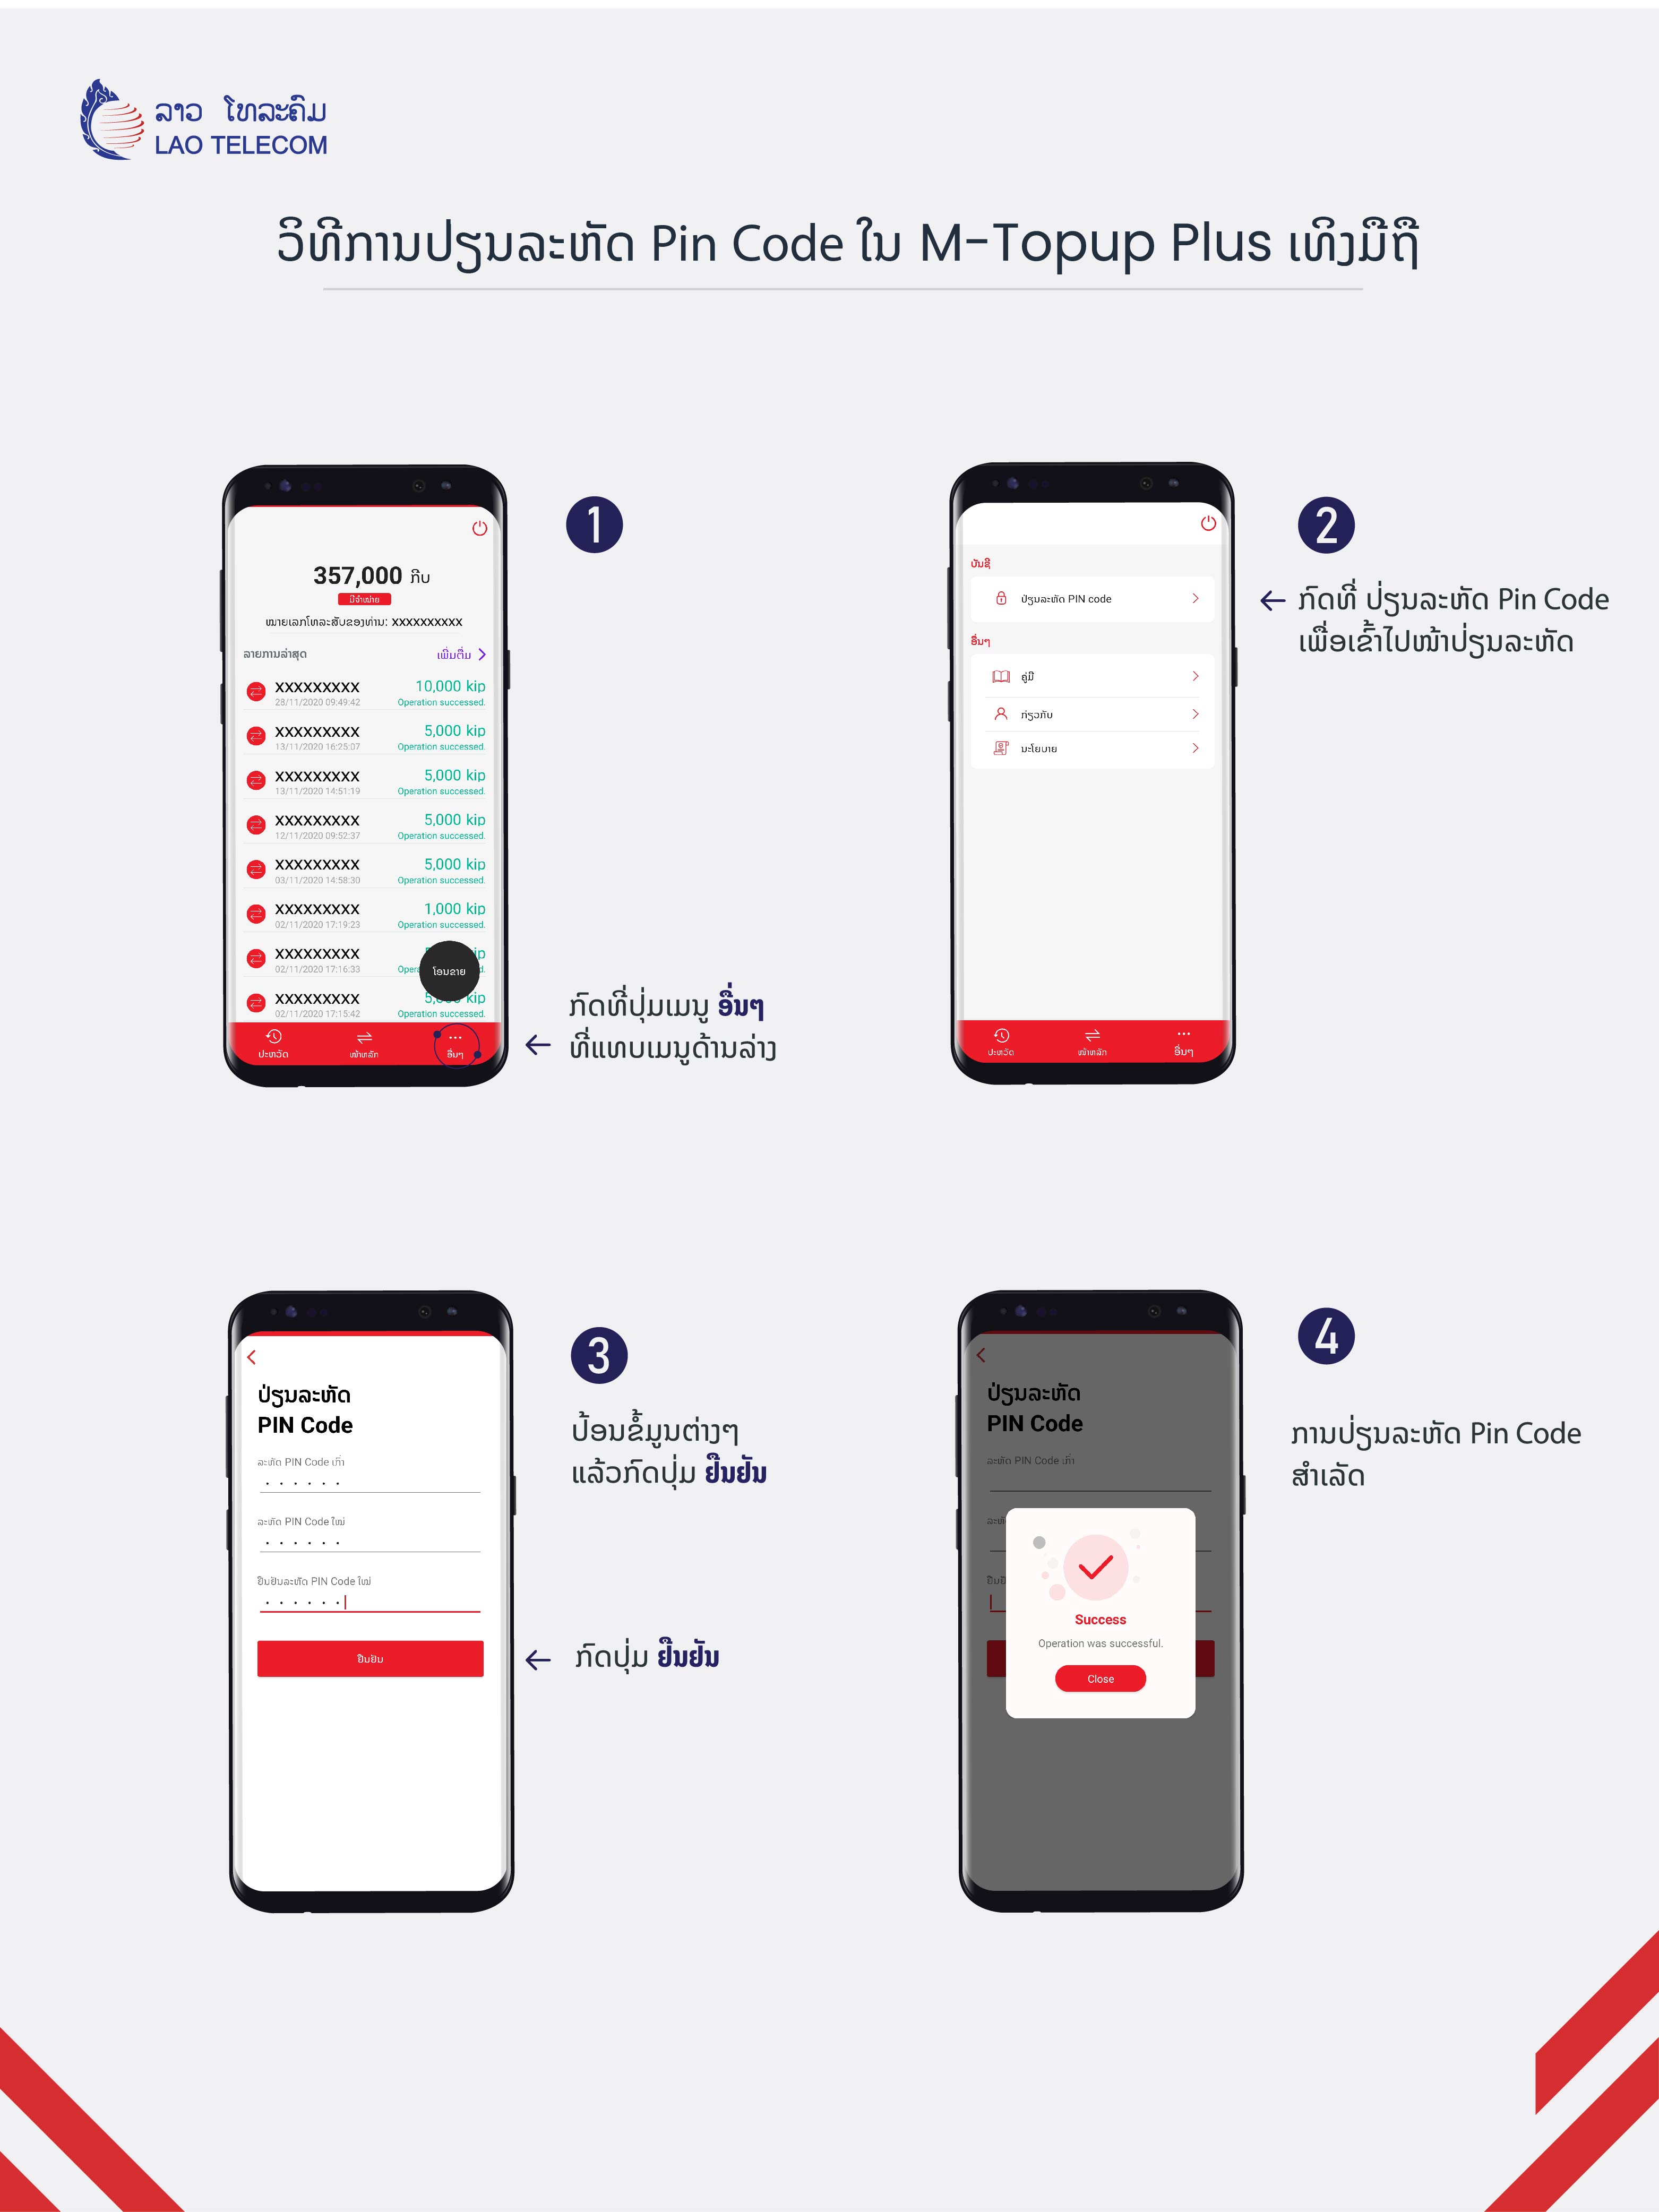 ລາວ ໂທລະຄົມ
LAO TELECOM
ວິທີການປຽນລະຫັດ Pin Code ໃນ M-Topup Plus ເທິງມືຖື
1
357,000 ກີບ
ມີຈຳໜ່າຍ
ໝາຍເລກໂທລະສັບຂອງທ່ານ: XXXXXXXXXX
ລາຍການລ່າສຸດ
ເພີ່ມຕື່ມ
XXXXXXXXX 10,000 kip
28/11/2020 09:49:42 Operation successed.
XXXXXXXXX 5,000 kip
13/11/2020 16:25:07 Operation successed.
XXXXXXXXX 5,000 kip
13/11/2020 14:51:19 Operation successed.
XXXXXXXXX 5,000 kip
12/11/2020 09:52:37 Operation successed.
XXXXXXXXX 5,000 kip
03/11/2020 14:58:30 Operation successed.
XXXXXXXXX 1,000 kip
02/11/2020 17:19:23 Operation successed.
XXXXXXXXX
02/11/2020 17:16:33
ໂອນຂາຍ
XXXXXXXXX kip
02/11/2020 17:15:42 Operation successed.
ປະຫວັດ ໜ້າຫລັກ ອື່ນໆ
ກົດທີ່ປຸ່ມເມນູ ອື່ນໆ
ທີ່ແທບເມນູດ້ານລ່າງ
2
ບັນຊີ
ປ່ຽນລະຫັດ PIN code
ອື່ນໆ
ຄູ່ມື
ກ່ຽວກັບ
ນະໂຍບາຍ
ປະຫວັດ ໜ້າຫລັກ ອື່ນໆ
ກົດທີ່ ປ່ຽນລະຫັດ Pin Code
ເພື່ອເຂົ້າໄປໜ້າປ່ຽນລະຫັດ
3
ປ່ຽນລະຫັດ
PIN Code
ລະຫັດ PIN Code ເກົ່າ
ລະຫັດ PIN Code ໃໝ່
ຢືນຢັນລະຫັດ PIN Code ໃໝ່
ຢືນຢັນ
ປ້ອນຂໍ້ມູນຕ່າງໆ
ແລ້ວກົດປຸ່ມ ຢືນຢັນ
ກົດປຸ່ມ ຢືນຢັນ
4
ປ່ຽນລະຫັດ
PIN Code
ລະຫັດ PIN Code ເກົ່າ
Success
Operation was successful.
Close
ການປ່ຽນລະຫັດ Pin Code
ສຳເລັດ